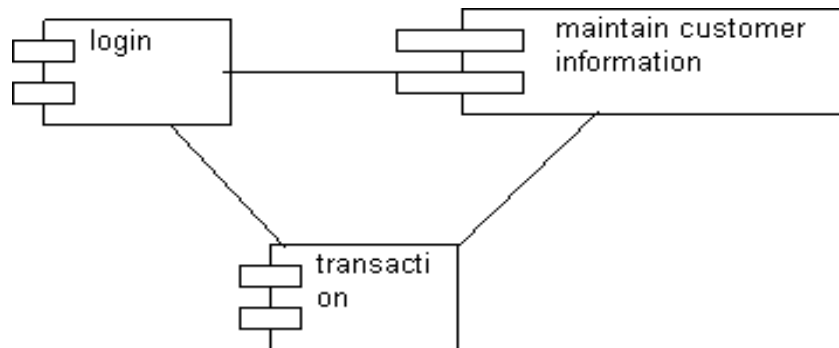 login
maintain customer
information
transacti
on